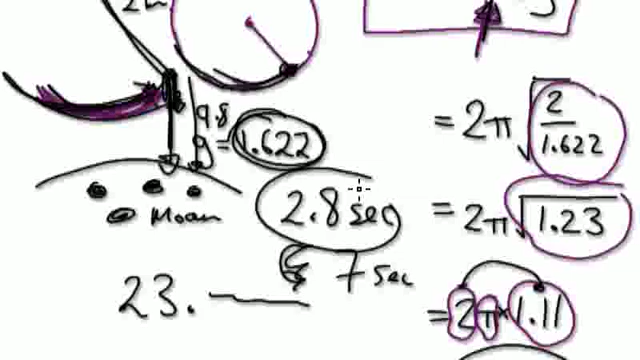 9.8
g = 1.622
@ Moon
2.8 sec
7 sec
23.
= 2π √(2/1.622)
= 2π √1.23
= 2π × 1.11